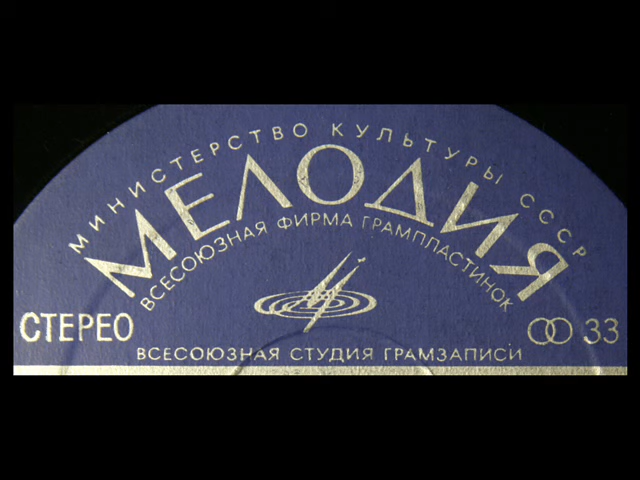 МИНИСТЕРСТВО КУЛЬТУРЫ СССР
МЕЛОДИЯ
ВСЕСОЮЗНАЯ ФИРМА ГРАМПЛАСТИНОК
СТЕРЕО
33
ВСЕСОЮЗНАЯ СТУДИЯ ГРАМЗАПИСИ